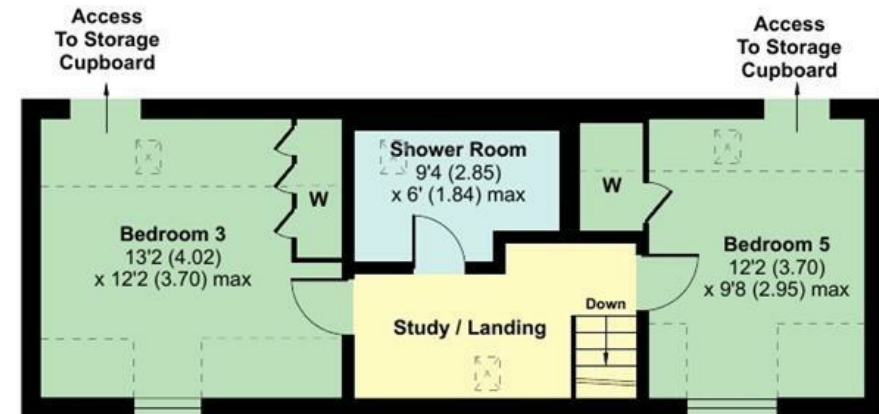 Access
To Storage
Cupboard
Access
To Storage
Cupboard
Shower Room
9'4 (2.85)
x 6' (1.84) max
W
W
Bedroom 3
13'2 (4.02)
x 12'2 (3.70) max
Bedroom 5
12'2 (3.70)
x 9'8 (2.95) max
Down
Study / Landing